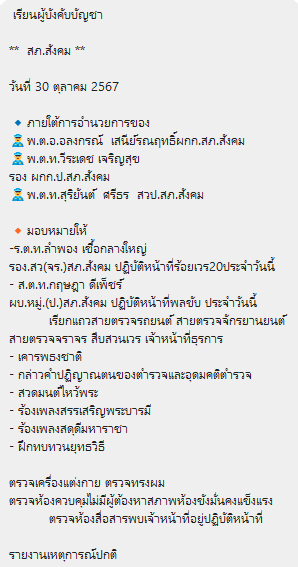 เรียนผู้บังคับบัญชา
** สภ.สังคม **
วันที่ 30 ตุลาคม 2567
🔹ภายใต้การอำนวยการของ
👮พ.ต.อ.อลงกรณ์ เสนีย์รณฤทธิ์ผกก.สภ.สังคม
👮พ.ต.ท.วีระเดช เจริญสุข
รอง ผกก.ป.สภ.สังคม
👮พ.ต.ท.สุริยันต์ ศรีธร สวป.สภ.สังคม
🔸มอบหมายให้
-ร.ต.ท.ลำพอง เชื้อกลางใหญ่
รอง.สว(จร.)สภ.สังคม ปฏิบัติหน้าที่ร้อยเวร20ประจำวันนี้
- ส.ต.ท.กฤษฎา ดีเพ็ชร์
ผบ.หมู่.(ป.)สภ.สังคม ปฏิบัติหน้าที่พลขับ ประจำวันนี้
เรียกแถวสายตรวจรถยนต์ สายตรวจจักรยานยนต์
สายตรวจจราจร สืบสวนเวร เจ้าหน้าที่ธุรการ
- เคารพธงชาติ
- กล่าวคำปฏิญาณตนของตำรวจและอุดมคติตำรวจ
- สวดมนต์ไหว้พระ
- ร้องเพลงสรรเสริญพระบารมี
- ร้องเพลงสดุดีมหาราชา
- ฝึกทบทวนยุทธวิธี
ตรวจเครื่องแต่งกาย ตรวจทรงผม
ตรวจห้องควบคุมไม่มีผู้ต้องหาสภาพห้องขังมั่นคงแข็งแรง
ตรวจห้องสื่อสารพบเจ้าหน้าที่อยู่ปฏิบัติหน้าที่
รายงานเหตุการณ์ปกติ